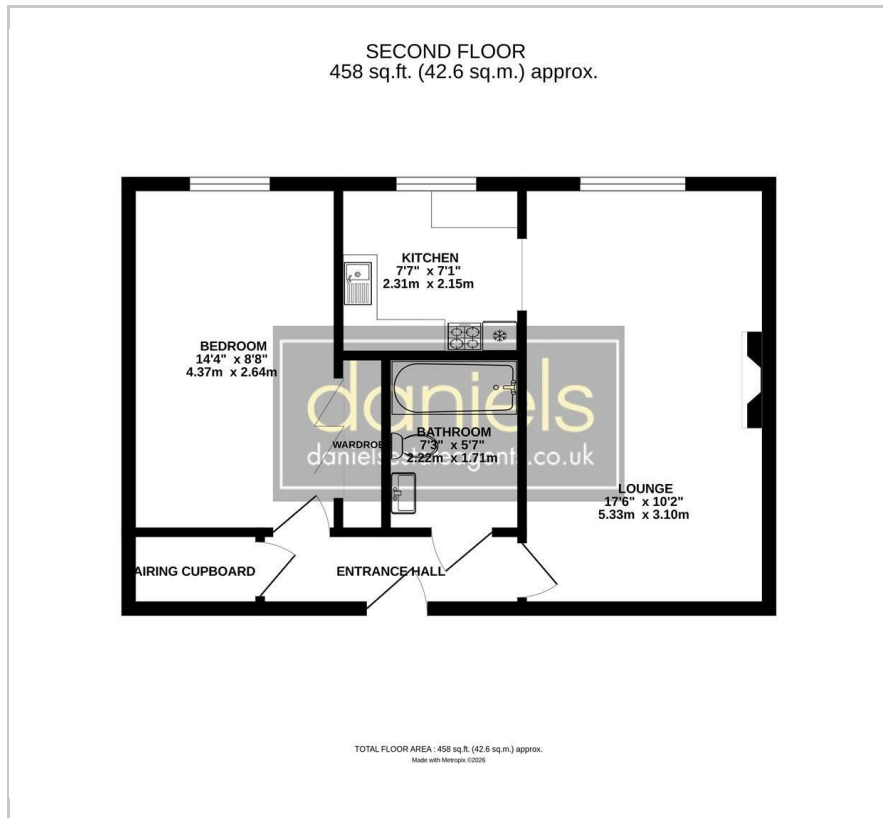 SECOND FLOOR
458 sq.ft. (42.6 sq.m.) approx.
KITCHEN
7'7" x 7'1"
2.31m x 2.15m
BEDROOM
14'4" x 8'8"
4.37m x 2.64m
daniels
WARDROBE
BATHROOM
7'3" x 5'7"
2.22m x 1.71m
danielsestateagents.co.uk
LOUNGE
17'6" x 10'2"
5.33m x 3.10m
AIRING CUPBOARD
ENTRANCE HALL
TOTAL FLOOR AREA : 458 sq.ft. (42.6 sq.m.) approx.
Made with Metropix ©2026